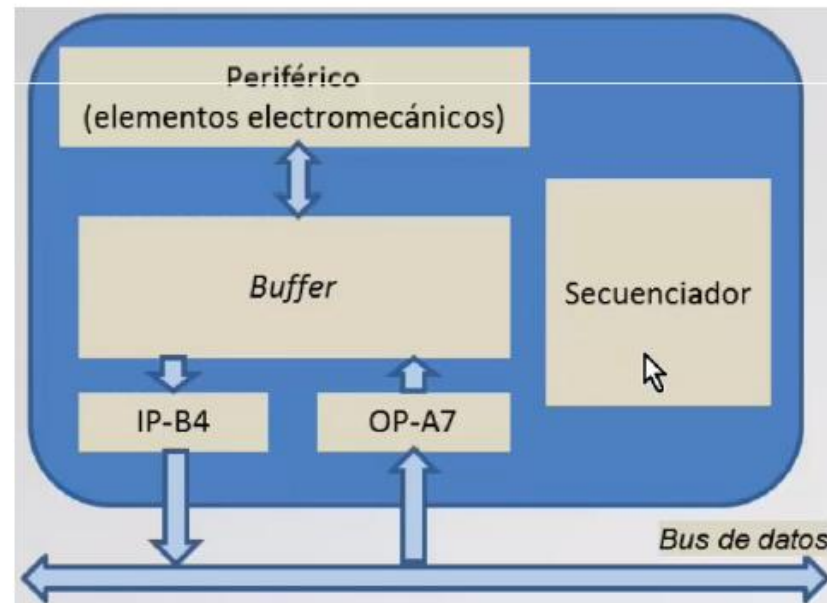 Periférico
(elementos electromecánicos)
Buffer
Secuenciador
IP-B4
OP-A7
Bus de datos